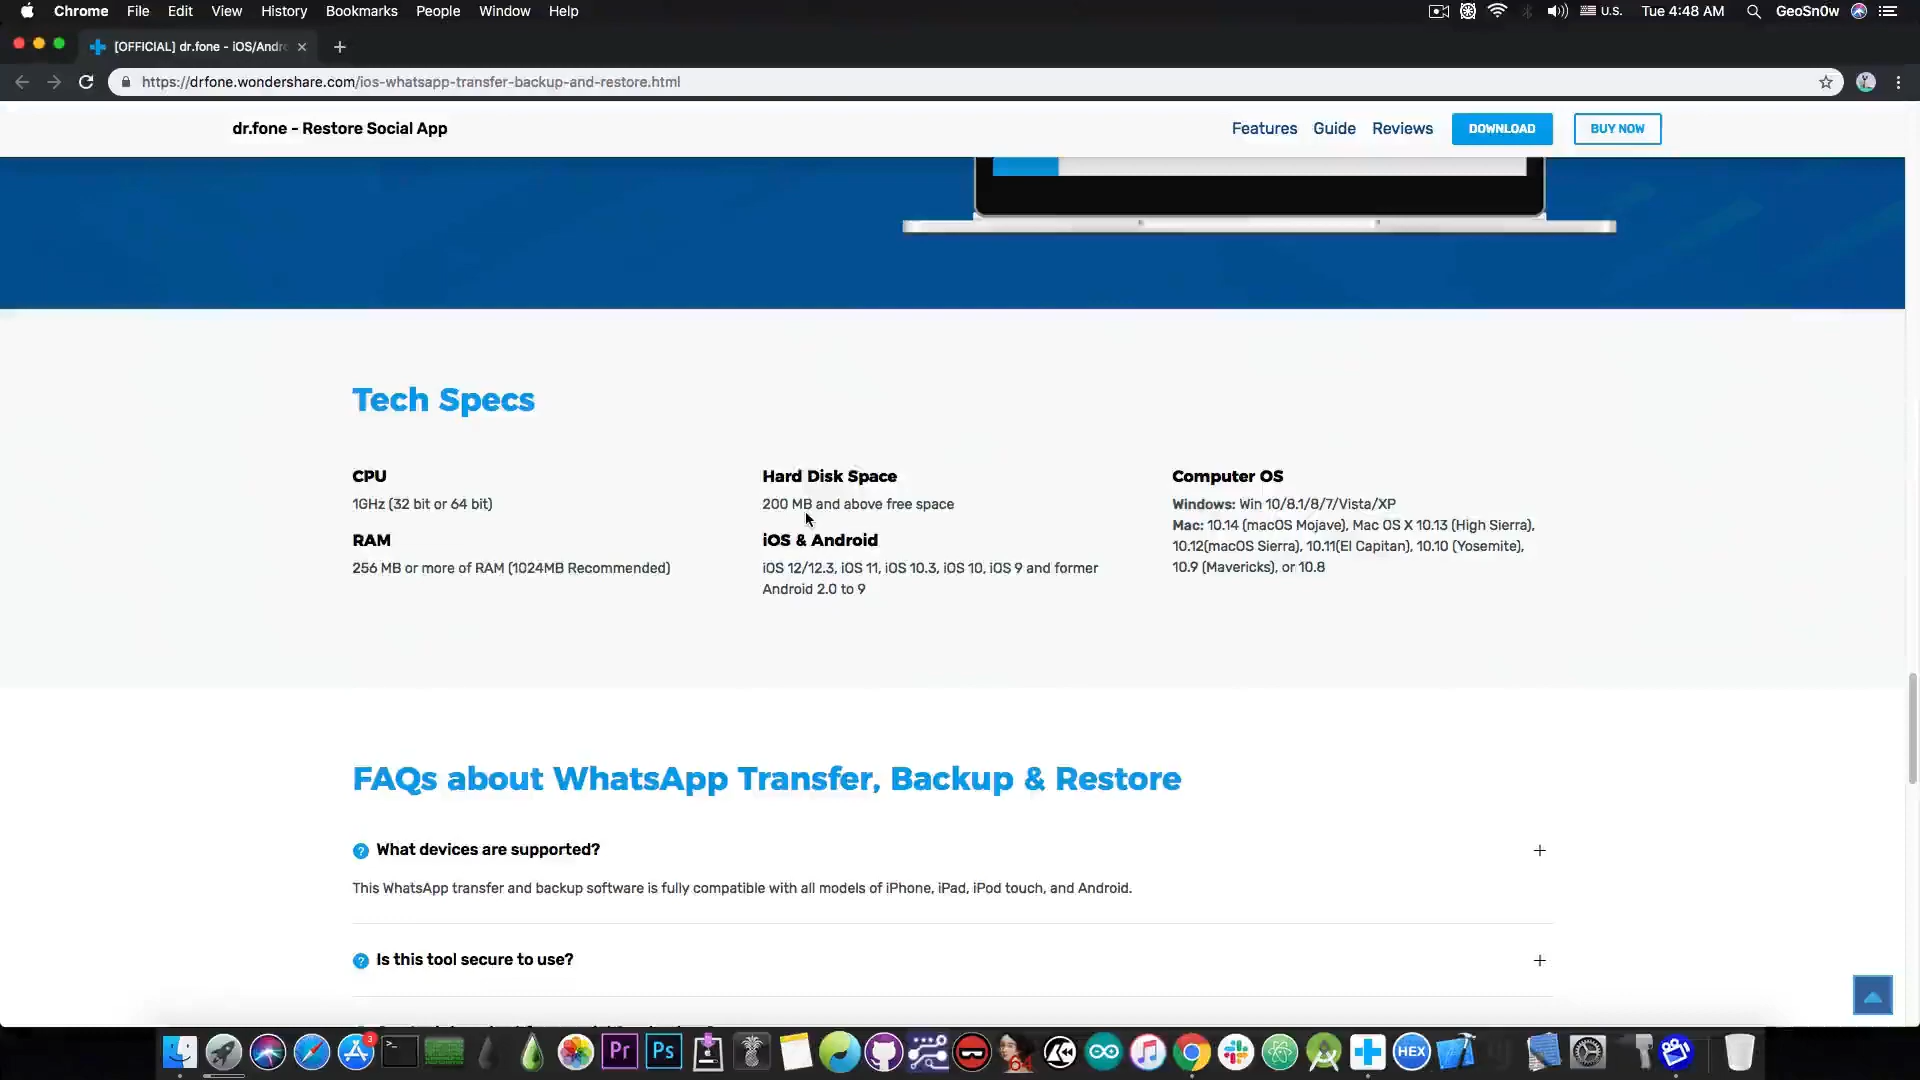 Chrome File Edit View History Bookmarks People Window Help U.S. Tue 4:48 AM GeoSn0w
[OFFICIAL] dr.fone - iOS/Andr
https://drfone.wondershare.com/ios-whatsapp-transfer-backup-and-restore.html
dr.fone - Restore Social App Features Guide Reviews DOWNLOAD BUY NOW
Tech Specs
CPU
1GHz (32 bit or 64 bit)
RAM
256 MB or more of RAM (1024MB Recommended)
Hard Disk Space
200 MB and above free space
iOS & Android
iOS 12/12.3, iOS 11, iOS 10.3, iOS 10, iOS 9 and former
Android 2.0 to 9
Computer OS
Windows: Win 10/8.1/8/7/Vista/XP
Mac: 10.14 (macOS Mojave), Mac OS X 10.13 (High Sierra),
10.12(macOS Sierra), 10.11(El Capitan), 10.10 (Yosemite),
10.9 (Mavericks), or 10.8
FAQs about WhatsApp Transfer, Backup & Restore
? What devices are supported? +
This WhatsApp transfer and backup software is fully compatible with all models of iPhone, iPad, iPod touch, and Android.
? Is this tool secure to use? +
3
Pr Ps 64 HEX